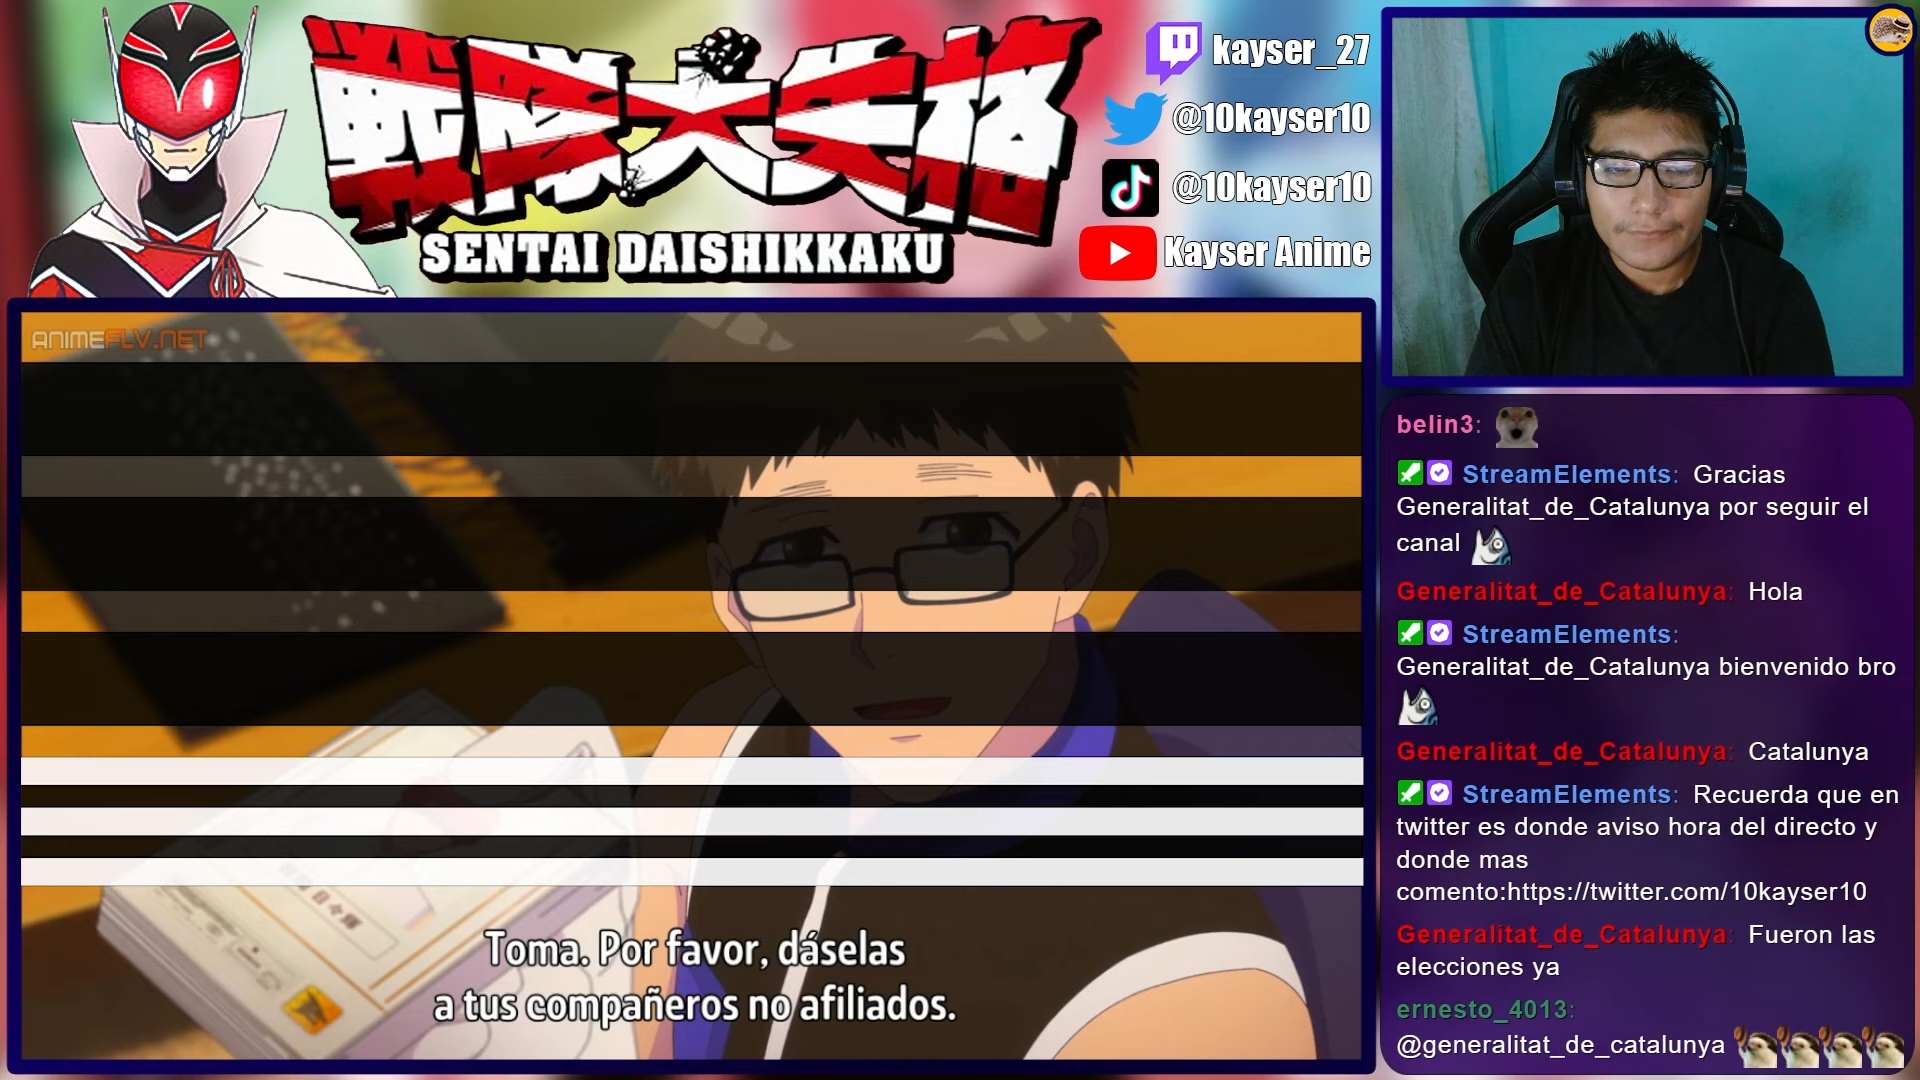 戦隊大失格
SENTAI DAISHIKKAKU
kayser_27
@10kayser10
@10kayser10
Kayser Anime
ANIMEFLV.NET
Toma. Por favor, dáselas
a tus compañeros no afiliados.
belin3:
StreamElements: Gracias
Generalitat_de_Catalunya por seguir el
canal
Generalitat_de_Catalunya: Hola
StreamElements:
Generalitat_de_Catalunya bienvenido bro
Generalitat_de_Catalunya: Catalunya
StreamElements: Recuerda que en
twitter es donde aviso hora del directo y
donde mas
comento:https://twitter.com/10kayser10
Generalitat_de_Catalunya: Fueron las
elecciones ya
ernesto_4013:
@generalitat_de_catalunya